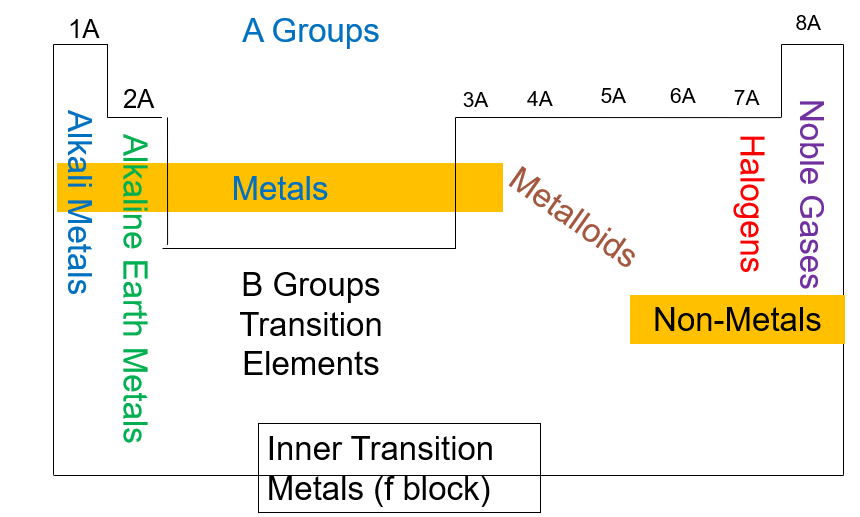 1A
A Groups
8A
2A
3A
4A
5A
6A
7A
Alkali Metals
Alkaline Earth Metals
Metals
Metalloids
Halogens
Noble Gases
B Groups
Transition
Elements
Non-Metals
Inner Transition
Metals (f block)